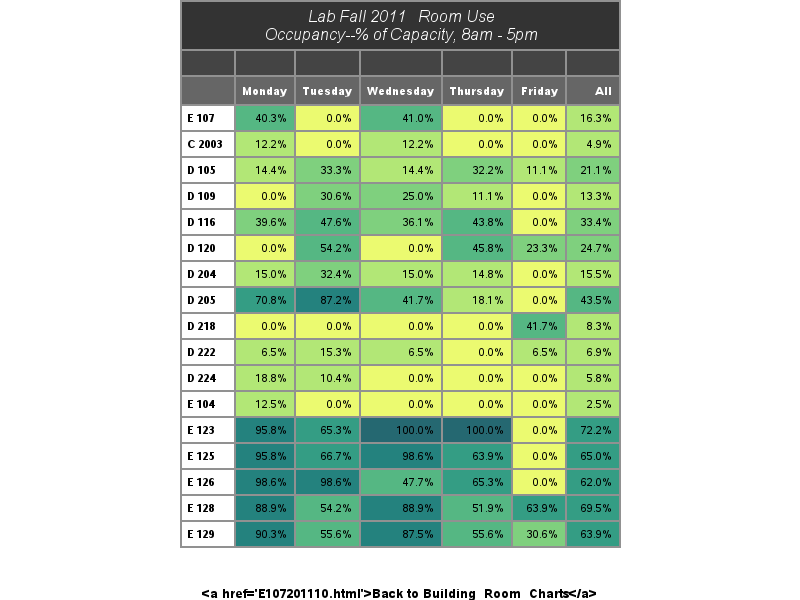 Lab Fall 2011 Room Use
Occupancy--% of Capacity, 8am - 5pm
Monday Tuesday Wednesday Thursday Friday All
E 107 40.3% 0.0% 41.0% 0.0% 0.0% 16.3%
C 2003 12.2% 0.0% 12.2% 0.0% 0.0% 4.9%
D 105 14.4% 33.3% 14.4% 32.2% 11.1% 21.1%
D 109 0.0% 30.6% 25.0% 11.1% 0.0% 13.3%
D 116 39.6% 47.6% 36.1% 43.8% 0.0% 33.4%
D 120 0.0% 54.2% 0.0% 45.8% 23.3% 24.7%
D 204 15.0% 32.4% 15.0% 14.8% 0.0% 15.5%
D 205 70.8% 87.2% 41.7% 18.1% 0.0% 43.5%
D 218 0.0% 0.0% 0.0% 0.0% 41.7% 8.3%
D 222 6.5% 15.3% 6.5% 0.0% 6.5% 6.9%
D 224 18.8% 10.4% 0.0% 0.0% 0.0% 5.8%
E 104 12.5% 0.0% 0.0% 0.0% 0.0% 2.5%
E 123 95.8% 65.3% 100.0% 100.0% 0.0% 72.2%
E 125 95.8% 66.7% 98.6% 63.9% 0.0% 65.0%
E 126 98.6% 98.6% 47.7% 65.3% 0.0% 62.0%
E 128 88.9% 54.2% 88.9% 51.9% 63.9% 69.5%
E 129 90.3% 55.6% 87.5% 55.6% 30.6% 63.9%
<a href='E107201110.html'>Back to Building Room Charts</a>